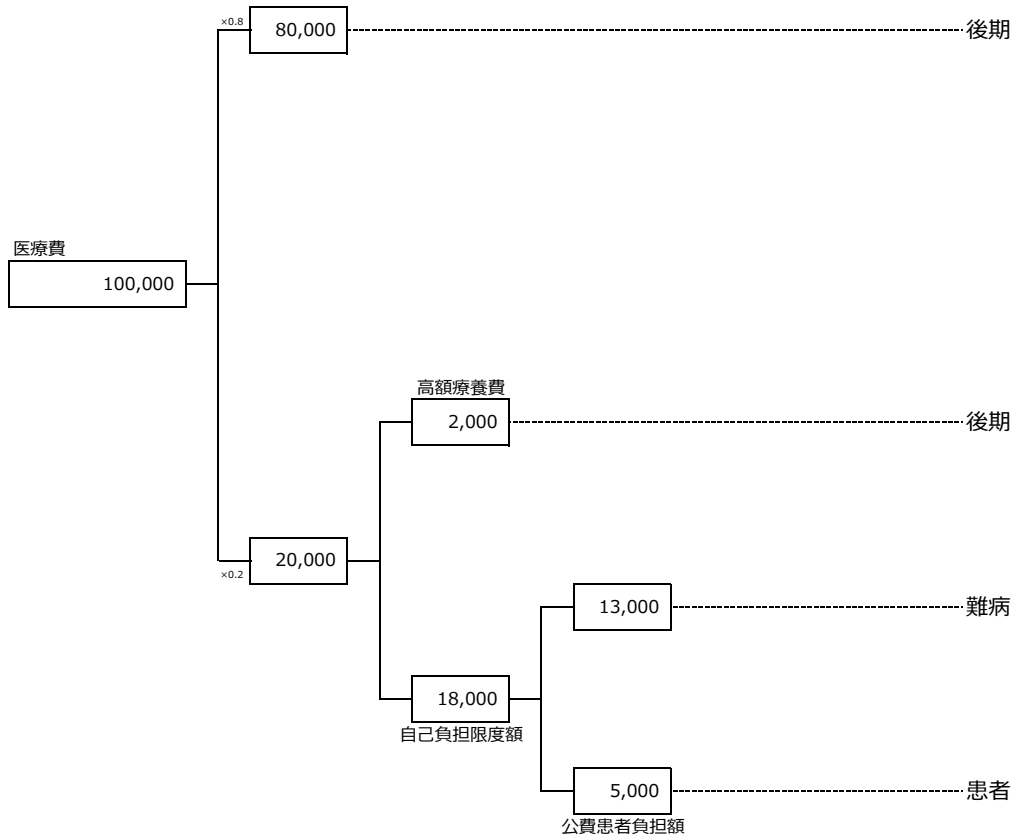 ×0.8
80,000
後期
医療費
100,000
高額療養費
2,000
後期
20,000
×0.2
13,000
難病
18,000
自己負担限度額
5,000
患者
公費患者負担額